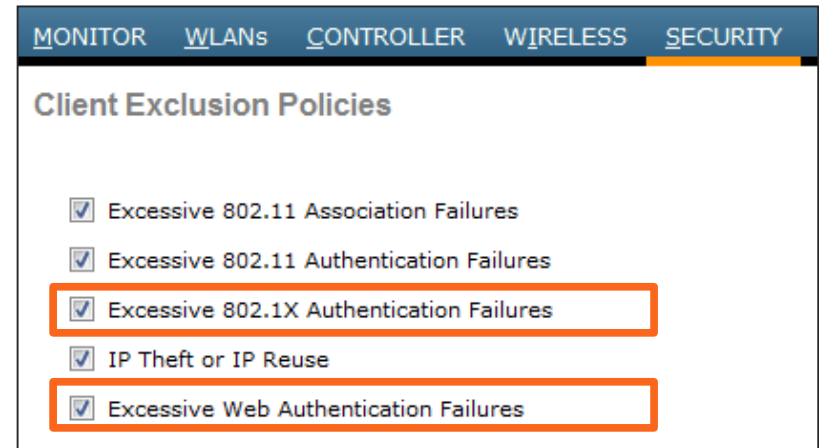 MONITOR WLANs CONTROLLER WIRELESS SECURITY
Client Exclusion Policies
Excessive 802.11 Association Failures
Excessive 802.11 Authentication Failures
Excessive 802.1X Authentication Failures
IP Theft or IP Reuse
Excessive Web Authentication Failures